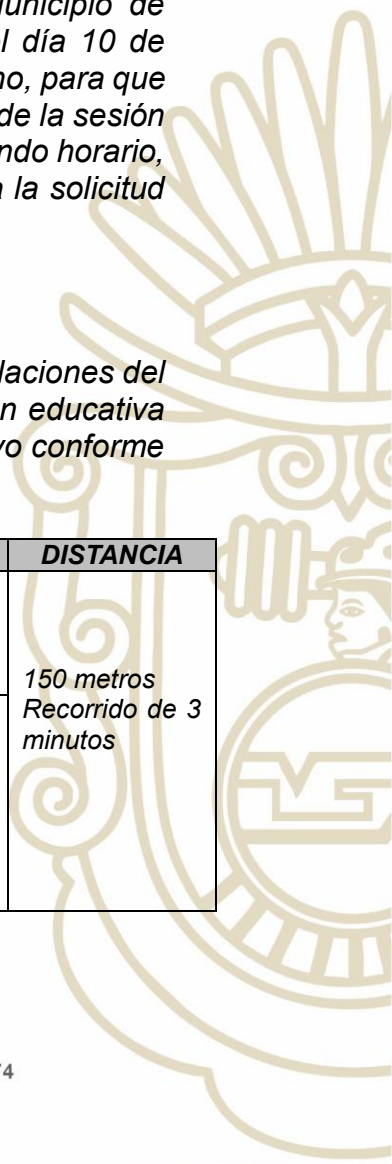 unicipio de
l día 10 de
no, para que
de la sesión
ndo horario,
a la solicitud
laciones del
n educativa
vo conforme
DISTANCIA
150 metros
Recorrido de 3
minutos
74